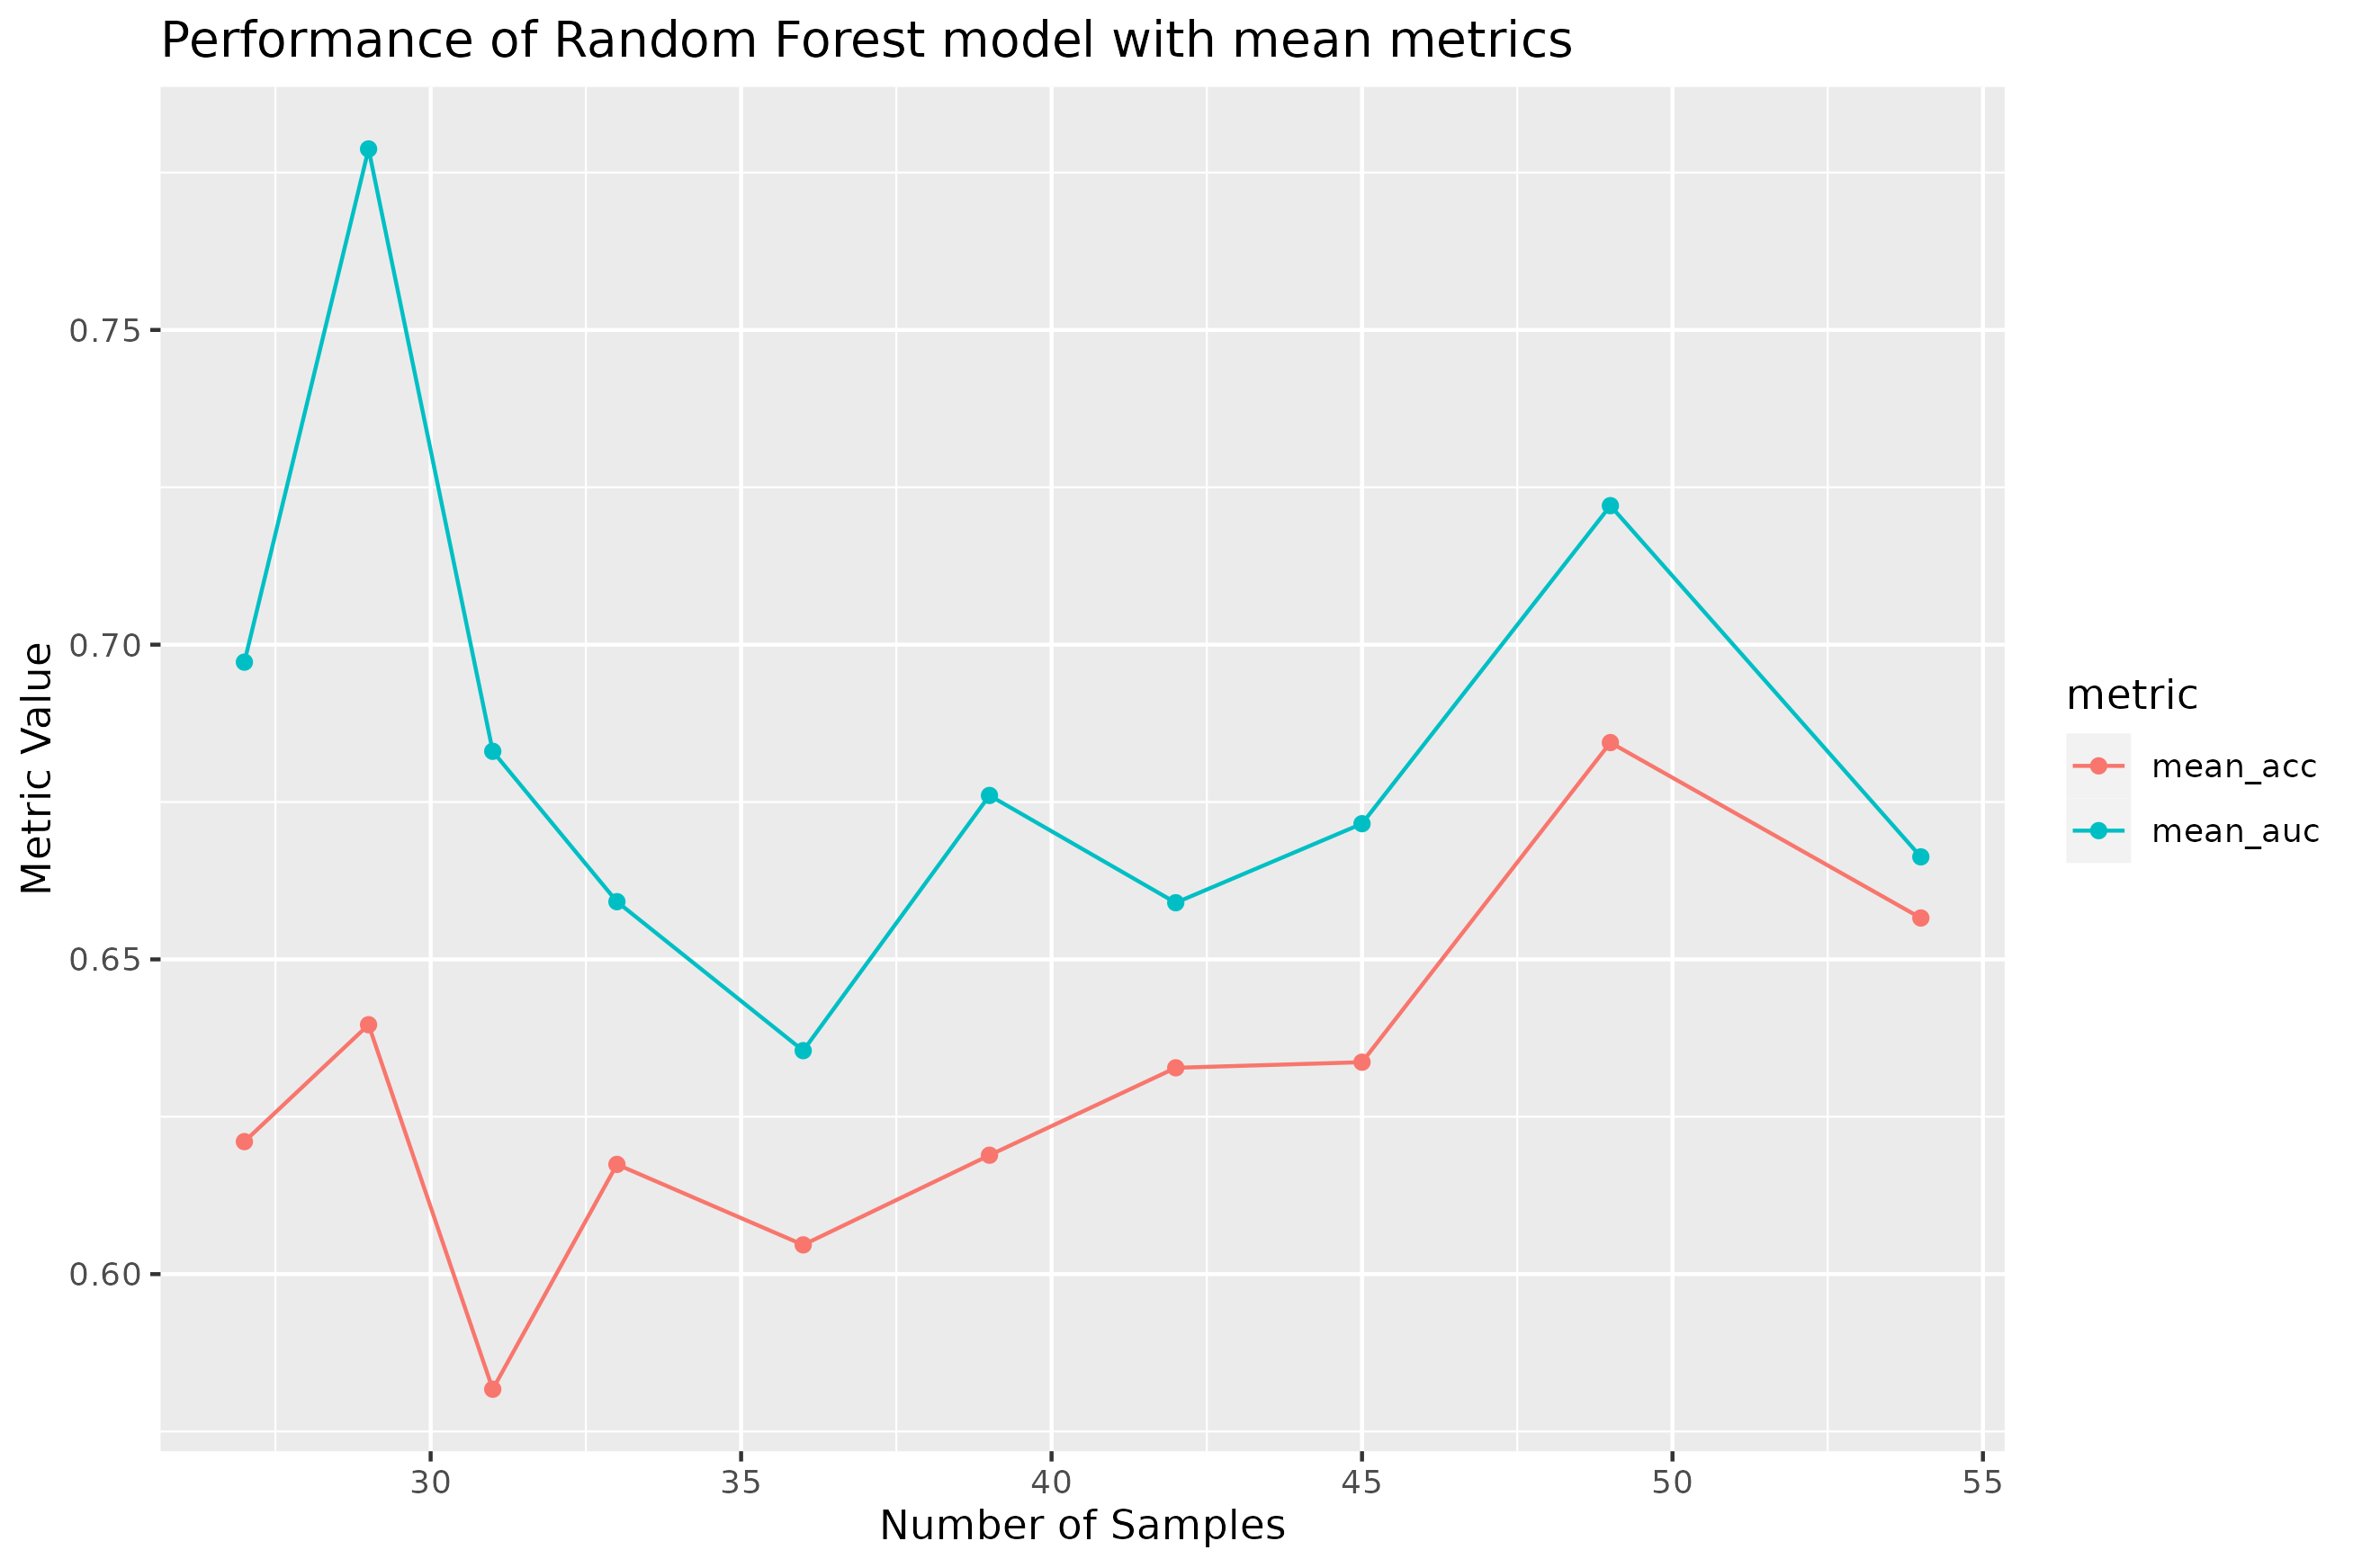 Performance of Random Forest model with mean metrics
Metric Value
0.75
0.70
0.65
0.60
30 35 40 45 50 55
Number of Samples
metric
mean_acc
mean_auc